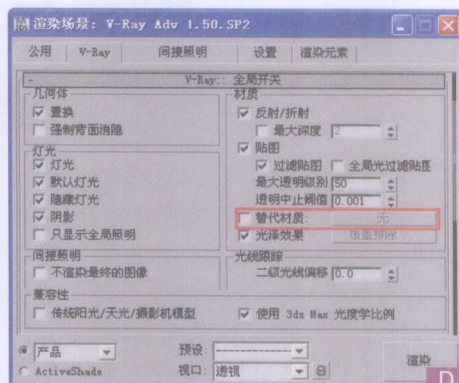 渲染场景: V-Ray Adv 1.50.SP2
公用 V-Ray 间接照明 设置 渲染元素
V-Ray:: 全局开关
几何体
置换
强制背面消隐
灯光
灯光
默认灯光
隐藏灯光
阴影
只显示全局照明
间接照明
不渲染最终的图像
材质
反射/折射
最大深度 2
贴图
过滤贴图 全局光过滤贴图
最大透明级别 50
透明中止阈值 0.001
替代材质: 无
光泽效果 覆盖排除
光线跟踪
二级光线偏移 0.0
兼容性
传统阳光/天光/摄影机模型 使用 3ds Max 光度学比例
产品 预设: 渲染
ActiveShade 视口: 透视
D